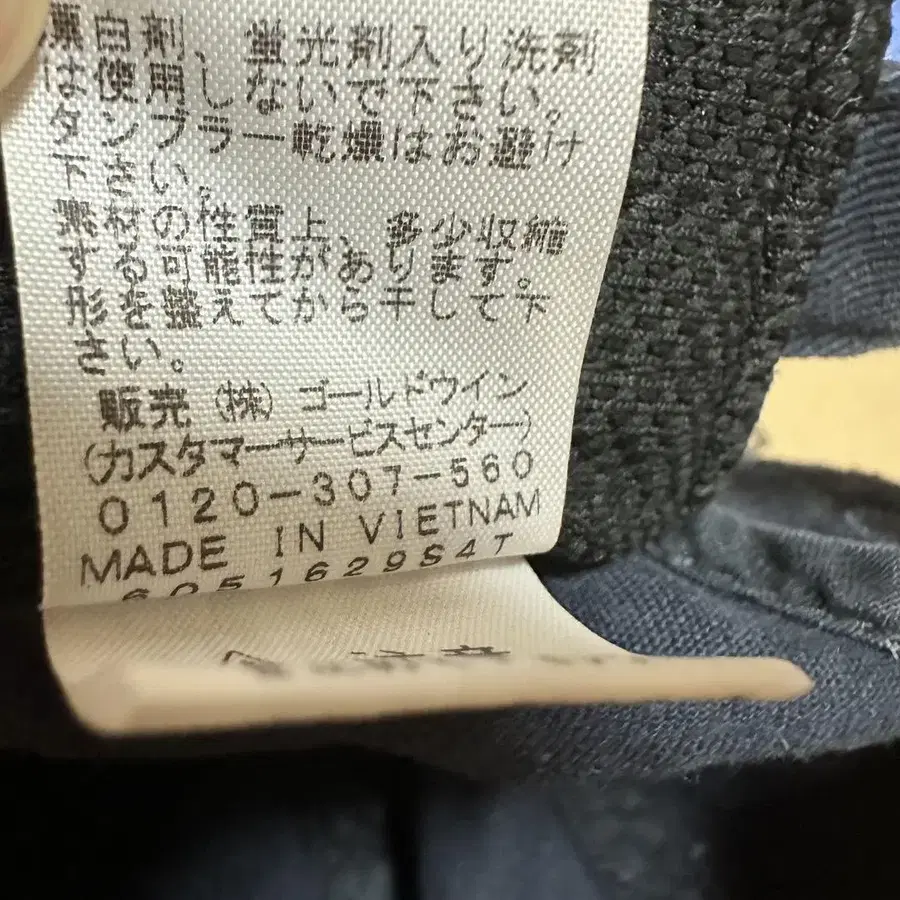 漂白剤、蛍光剤入り洗剤
は使用しないで下さい。
タンブラー乾燥はお避け
下さい。
素材の性質上、多少収縮
する可能性があります。
形を整えてから干して下
さい。
販売 (株) ゴールドウイン
(カスタマーサービスセンター)
0120-307-560
MADE IN VIETNAM
6051629S4T
注意